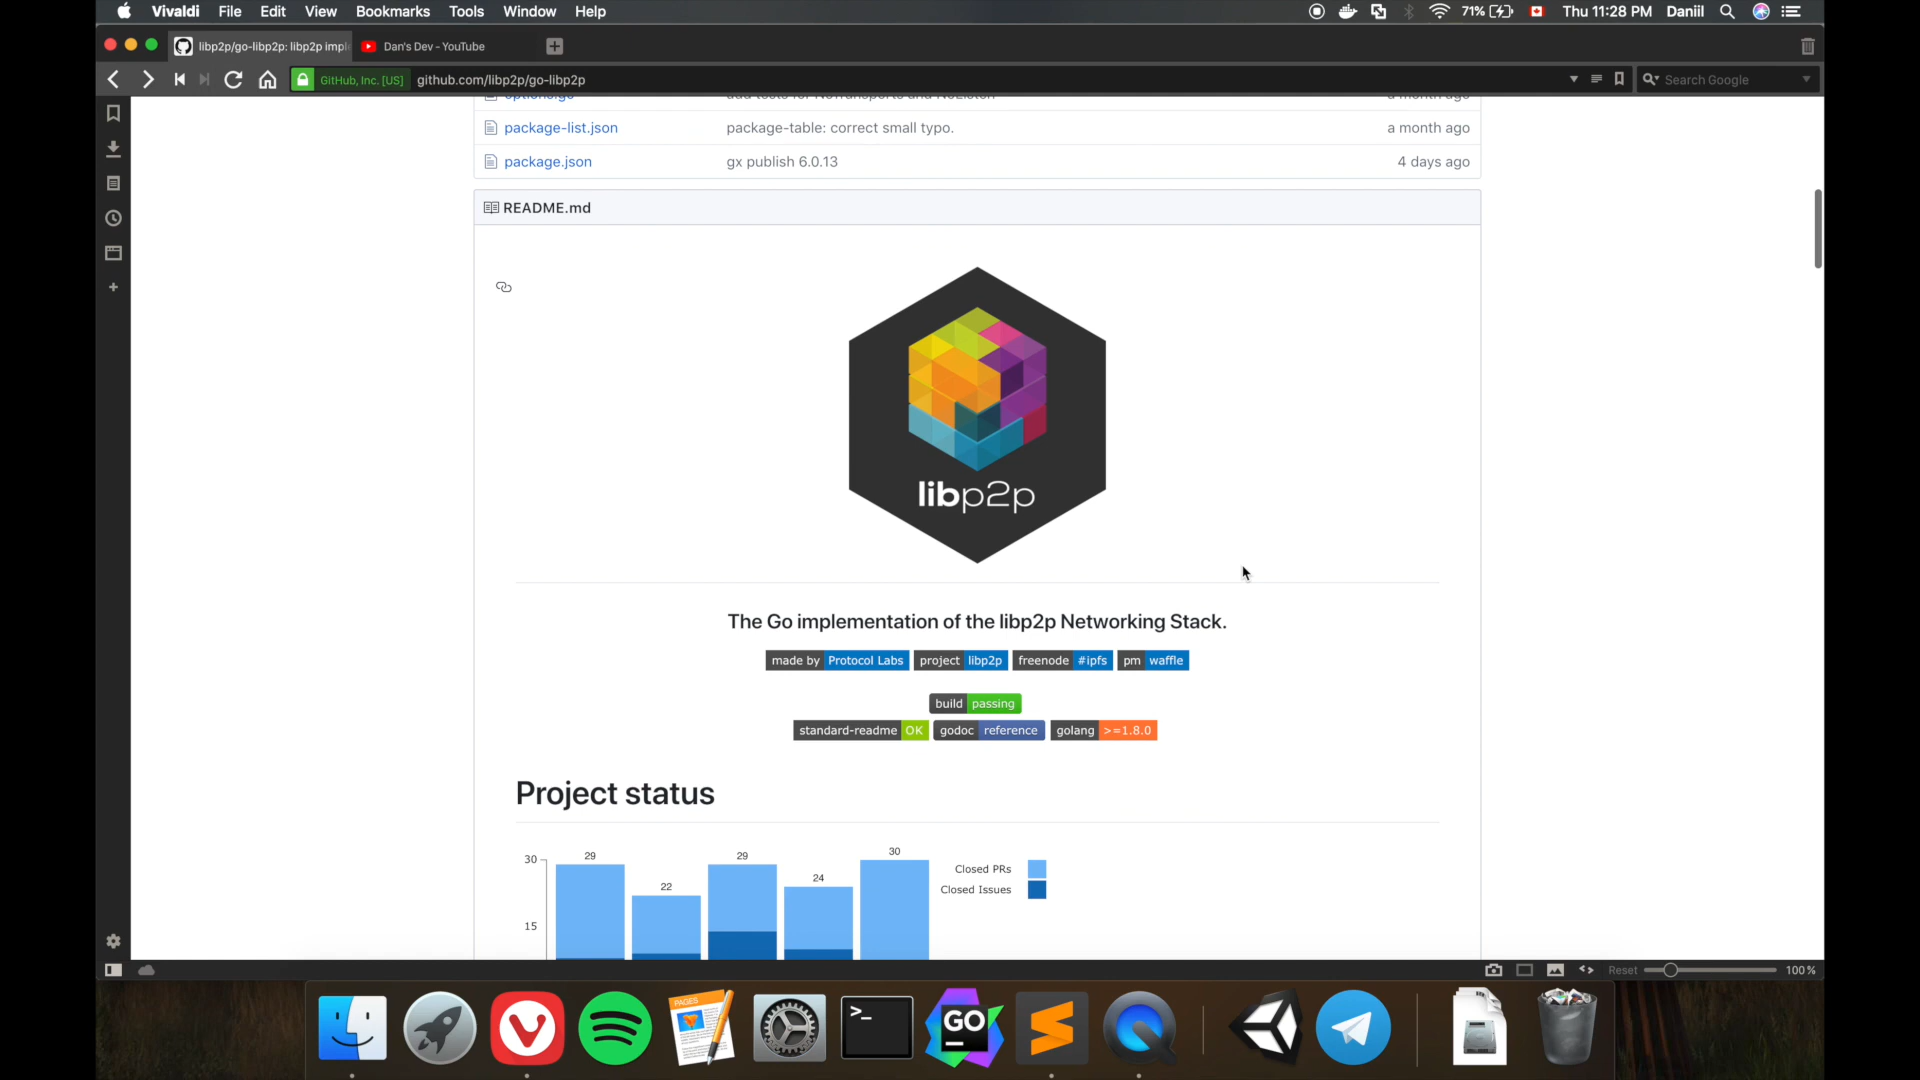 Vivaldi File Edit View Bookmarks Tools Window Help 71% Thu 11:28 PM Daniil
libp2p/go-libp2p: libp2p impl Dan's Dev - YouTube
GitHub, Inc. [US] github.com/libp2p/go-libp2p Search Google
package-list.json package-table: correct small typo. a month ago
package.json gx publish 6.0.13 4 days ago
README.md
libp2p
The Go implementation of the libp2p Networking Stack.
made by Protocol Labs project libp2p freenode #ipfs pm waffle
build passing
standard-readme OK godoc reference golang >=1.8.0
Project status
30 29 22 29 24 30 Closed PRs
Closed Issues
15
Reset 100%
PAGES >_ GO